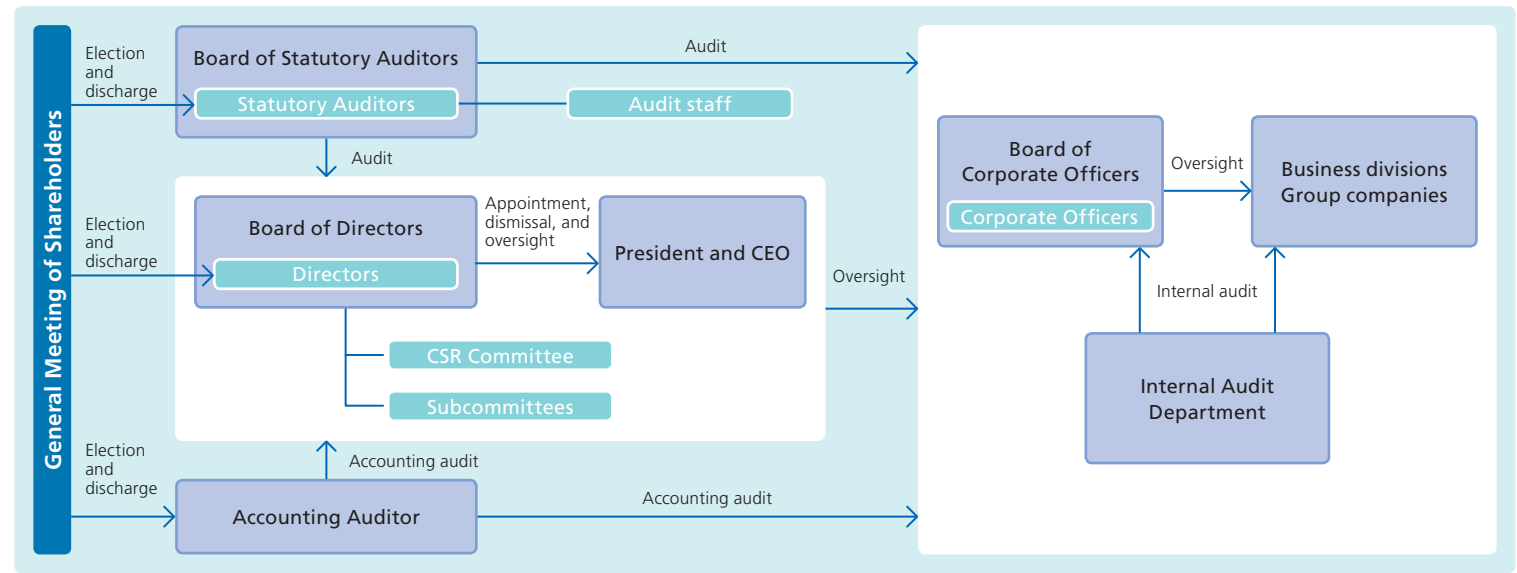 General Meeting of Shareholders
Election
and
discharge
Board of Statutory Auditors
Statutory Auditors
Audit staff
Audit
Audit
Election
and
discharge
Board of Directors
Directors
Appointment,
dismissal, and
oversight
President and CEO
CSR Committee
Subcommittees
Oversight
Election
and
discharge
Accounting audit
Accounting Auditor
Accounting audit
Board of
Corporate Officers
Corporate Officers
Oversight
Business divisions
Group companies
Internal audit
Internal Audit
Department